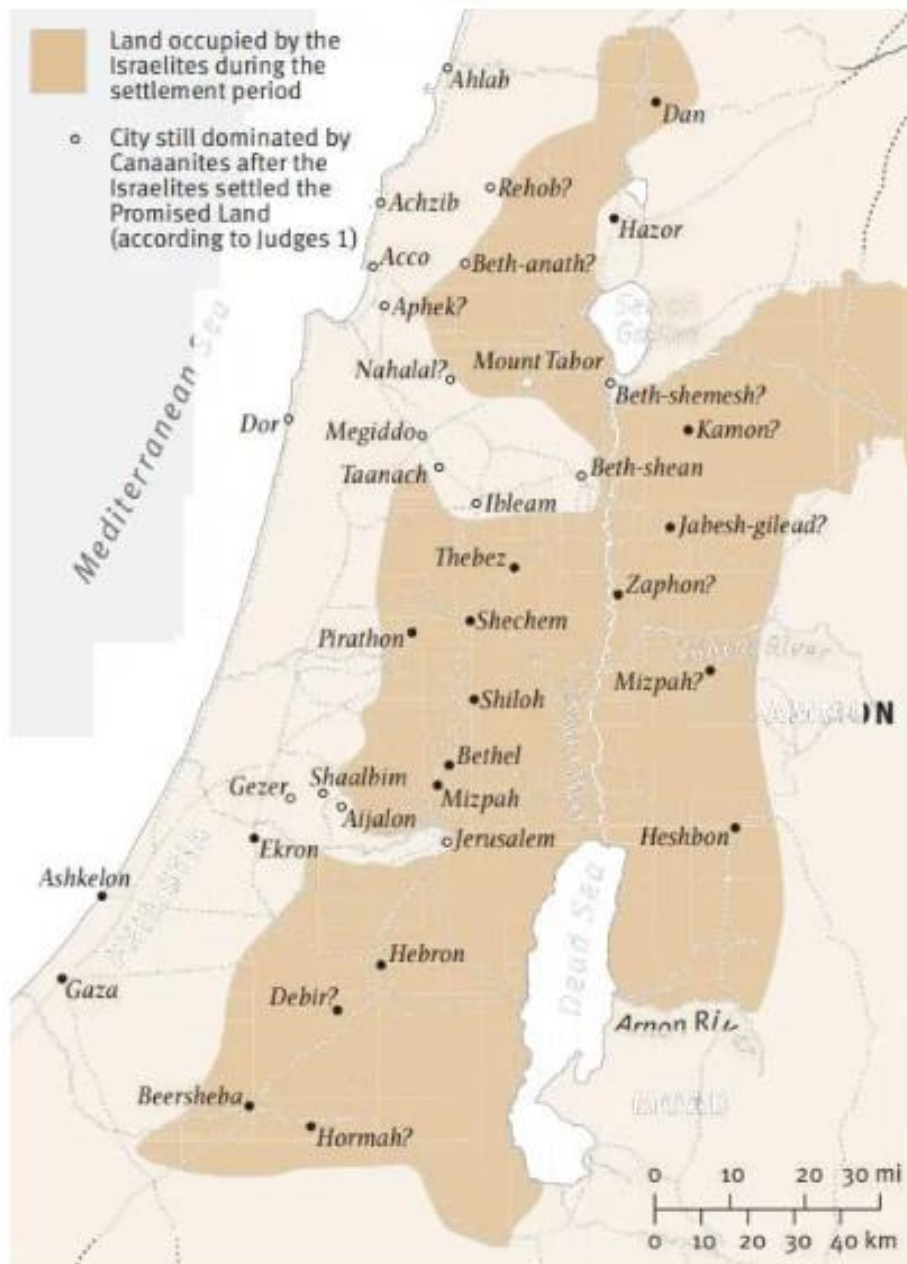 Land occupied by the
Israelites during the
settlement period
City still dominated by
Canaanites after the
Israelites settled the
Promised Land
(according to Judges 1)
Ahlab
Dan
Rehob?
Achzib
Hazor
Acco
Beth-anath?
Aphek?
Mediterranean Sea
Mount Tabor
Nahalal?
Beth-shemesh?
Dor
Megiddo
Kamon?
Taanach
Beth-shean
Ibleam
Jabesh-gilead?
Thebez
Zaphon?
Shechem
Pirathon
Mizpah?
Shiloh
Bethel
Shaalbim
Gezer
Mizpah
Aijalon
Jerusalem
Ekron
Heshbon
Ashkelon
Dead Sea
Hebron
Gaza
Debir?
Arnon
Beersheba
Hormah?
0 10 20 30 mi
0 10 20 30 40 km